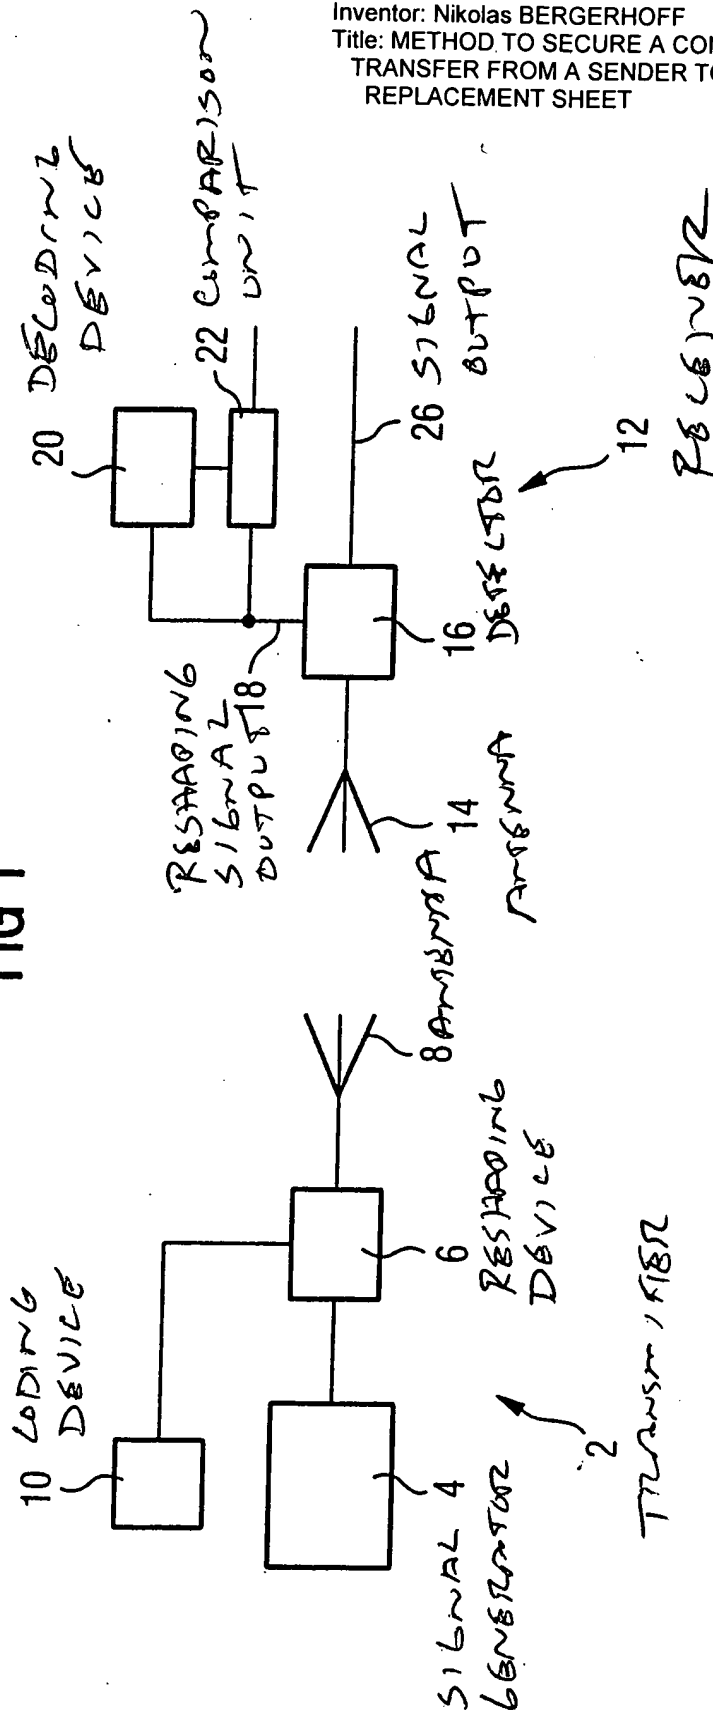 Inventor: Nikolas BERGERHOFF
Title: METHOD TO SECURE A CON
TRANSFER FROM A SENDER TO
REPLACEMENT SHEET
FIG 1
10 CODING
DEVICE
SIGNAL 4
GENERATOR
2
TRANSMITTER
6
RESHAPING
DEVICE
8 ANTENNA
14
ANTENNA
RESHAPING
SIGNAL
OUTPUT 18
16
DETECTOR
20 DECODING
DEVICE
22 COMPARISON
UNIT
26 SIGNAL
OUTPUT
12
RECEIVER